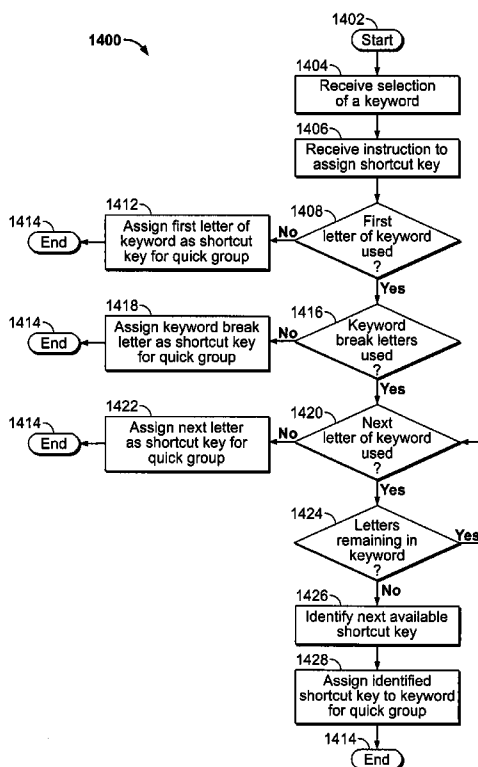 1400
1402
Start
1404
Receive selection
of a keyword
1406
Receive instruction to
assign shortcut key
1408
First
letter of keyword
used
?
No
1412
Assign first letter of
keyword as shortcut
key for quick group
1414
End
Yes
1416
Keyword
break letters
used
?
No
1418
Assign keyword break
letter as shortcut key
for quick group
1414
End
Yes
1420
Next
letter of keyword
used
?
No
1422
Assign next letter
as shortcut key for
quick group
1414
End
Yes
1424
Letters
remaining in
keyword
?
Yes
No
1426
Identify next available
shortcut key
1428
Assign identified
shortcut key to keyword
for quick group
1414
End